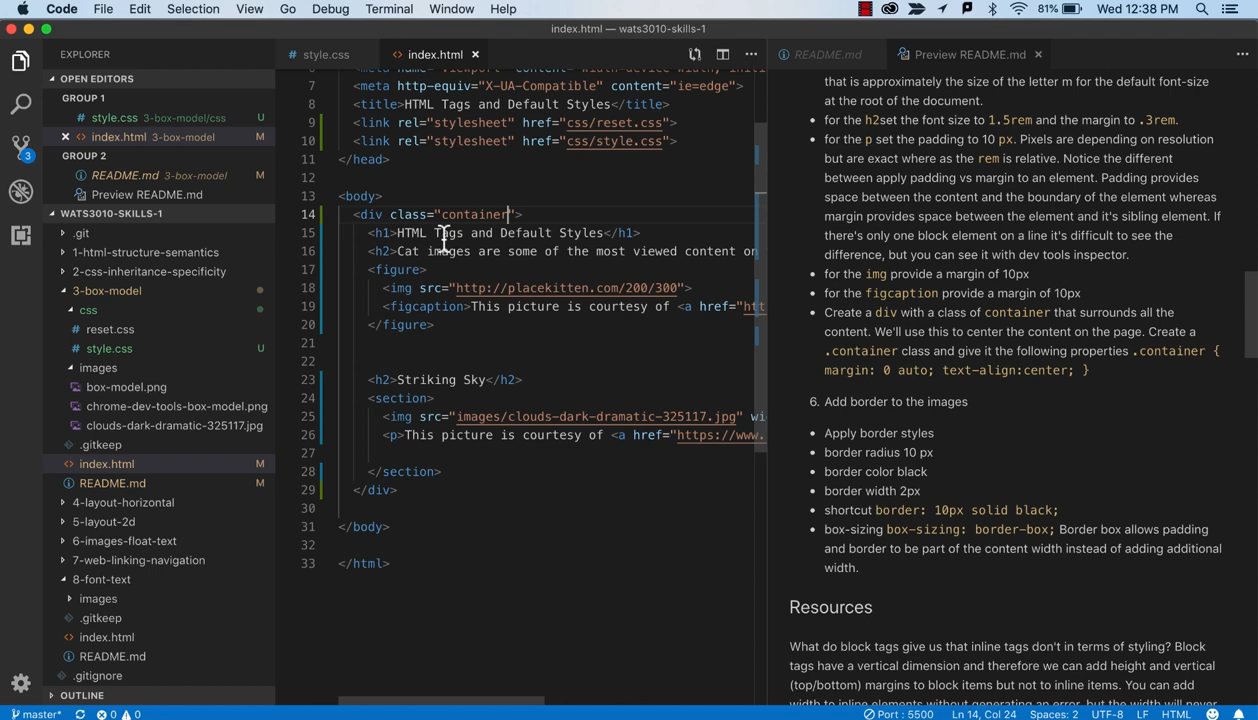 Code File Edit Selection View Go Debug Terminal Window Help 81% Wed 12:38 PM
index.html — wats3010-skills-1
EXPLORER
OPEN EDITORS
GROUP 1
style.css 3-box-model/css U
index.html 3-box-model M
GROUP 2
README.md 3-box-model M
Preview README.md
WATS3010-SKILLS-1
.git
1-html-structure-semantics
2-css-inheritance-specificity
3-box-model
css
reset.css
style.css U
images
box-model.png
chrome-dev-tools-box-model.png
clouds-dark-dramatic-325117.jpg
.gitkeep
index.html M
README.md M
4-layout-horizontal
5-layout-2d
6-images-float-text
7-web-linking-navigation
8-font-text
images
.gitkeep
index.html
README.md
.gitignore
OUTLINE
style.css index.html
7 <meta http-equiv="X-UA-Compatible" content="ie=edge">
8 <title>HTML Tags and Default Styles</title>
9 <link rel="stylesheet" href="css/reset.css">
10 <link rel="stylesheet" href="css/style.css">
11 </head>
12
13 <body>
14 <div class="container">
15 <h1>HTML Tags and Default Styles</h1>
16 <h2>Cat images are some of the most viewed content on
17 <figure>
18 <img src="http://placekitten.com/200/300">
19 <figcaption>This picture is courtesy of <a href="htt
20 </figure>
21
22
23 <h2>Striking Sky</h2>
24 <section>
25 <img src="images/clouds-dark-dramatic-325117.jpg" wi
26 <p>This picture is courtesy of <a href="https://www.
27
28 </section>
29 </div>
30
31 </body>
32
33 </html>
README.md Preview README.md
that is approximately the size of the letter m for the default font-size
at the root of the document.
• for the h2set the font size to 1.5rem and the margin to .3rem.
• for the p set the padding to 10 px. Pixels are depending on resolution
but are exact where as the rem is relative. Notice the different
between apply padding vs margin to an element. Padding provides
space between the content and the boundary of the element whereas
margin provides space between the element and it's sibling element. If
there's only one block element on a line it's difficult to see the
difference, but you can see it with dev tools inspector.
• for the img provide a margin of 10px
• for the figcaption provide a margin of 10px
• Create a div with a class of container that surrounds all the
content. We'll use this to center the content on the page. Create a
.container class and give it the following properties .container {
margin: 0 auto; text-align:center; }
6. Add border to the images
• Apply border styles
• border radius 10 px
• border color black
• border width 2px
• shortcut border: 10px solid black;
• box-sizing box-sizing: border-box; Border box allows padding
and border to be part of the content width instead of adding additional
width.
Resources
What do block tags give us that inline tags don't in terms of styling? Block
tags have a vertical dimension and therefore we can add height and vertical
(top/bottom) margins to block items but not to inline items. You can add
width to inline elements without generating an error, but the width will never
3
master* 0 0 Port : 5500 Ln 14, Col 24 Spaces: 2 UTF-8 LF HTML